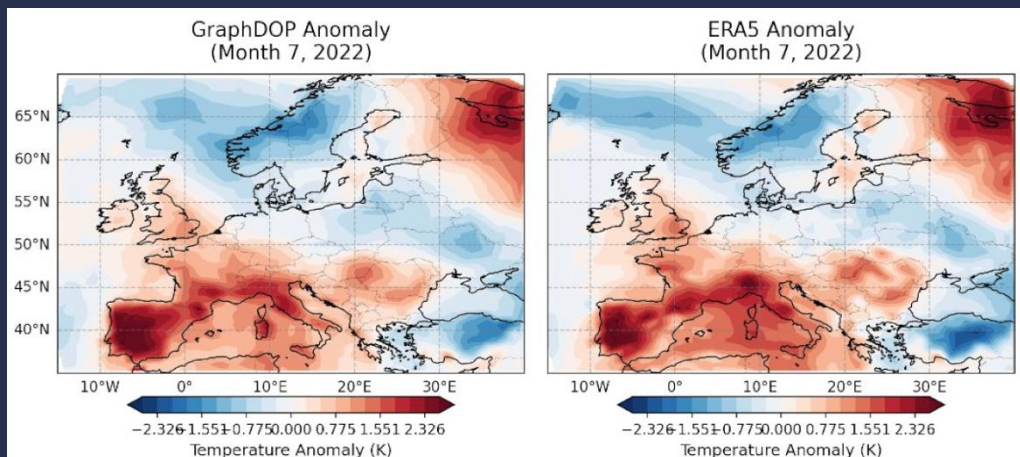 GraphDOP Anomaly
(Month 7, 2022)
65°N
60°N
55°N
50°N
45°N
40°N
10°W 0° 10°E 20°E 30°E
−2.326 −1.551 −0.775 0.000 0.775 1.551 2.326
Temperature Anomaly (K)
ERA5 Anomaly
(Month 7, 2022)
10°W 0° 10°E 20°E 30°E
−2.326 −1.551 −0.775 0.000 0.775 1.551 2.326
Temperature Anomaly (K)